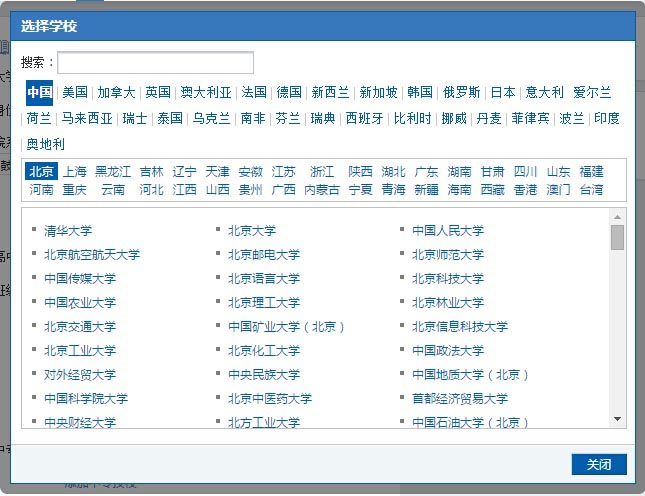 选择学校
搜索：
中国 美国 加拿大 英国 澳大利亚 法国 德国 新西兰 新加坡 韩国 俄罗斯 日本 意大利 爱尔兰
荷兰 马来西亚 瑞士 泰国 乌克兰 南非 芬兰 瑞典 西班牙 比利时 挪威 丹麦 菲律宾 波兰 印度
奥地利
北京 上海 黑龙江 吉林 辽宁 天津 安徽 江苏 浙江 陕西 湖北 广东 湖南 甘肃 四川 山东 福建
河南 重庆 云南 河北 江西 山西 贵州 广西 内蒙古 宁夏 青海 新疆 海南 西藏 香港 澳门 台湾
清华大学 北京大学 中国人民大学
北京航空航天大学 北京邮电大学 北京师范大学
中国传媒大学 北京语言大学 北京科技大学
中国农业大学 北京理工大学 北京林业大学
北京交通大学 中国矿业大学（北京） 北京信息科技大学
北京工业大学 北京化工大学 中国政法大学
对外经贸大学 中央民族大学 中国地质大学（北京）
中国科学院大学 北京中医药大学 首都经济贸易大学
中央财经大学 北方工业大学 中国石油大学（北京）
关闭